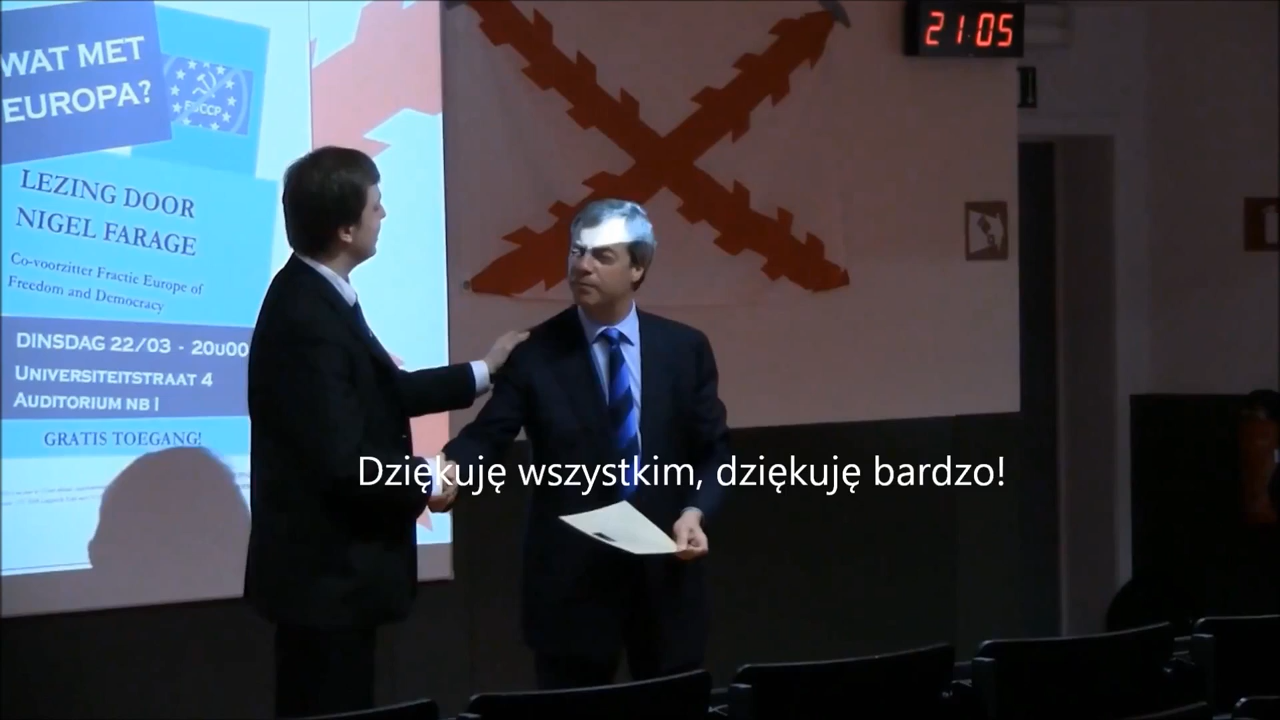 WAT MET
EUROPA?
LEZING DOOR
NIGEL FARAGE
Co-voorzitter Fractie Europe of
Freedom and Democracy
DINSDAG 22/03 - 20U00
UNIVERSITEITSTRAAT 4
AUDITORIUM NB I
GRATIS TOEGANG!
21:05
Dziękuję wszystkim, dziękuję bardzo!